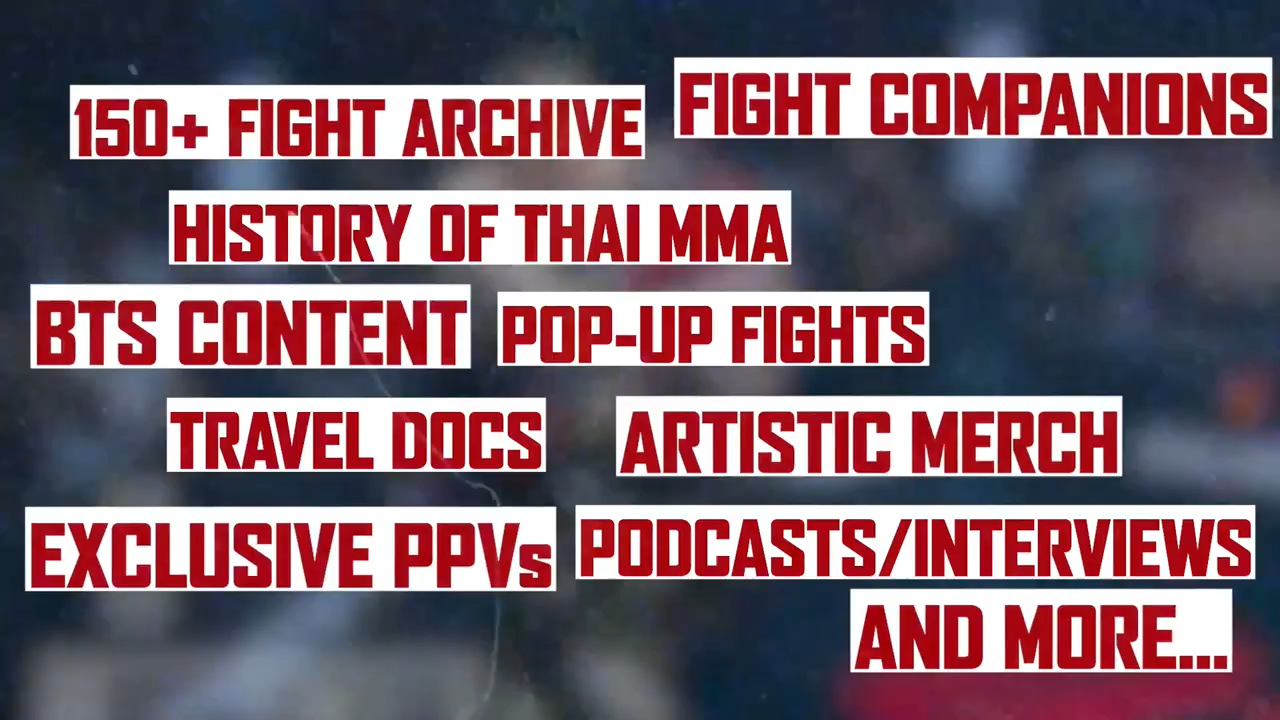 150+ FIGHT ARCHIVE
FIGHT COMPANIONS
HISTORY OF THAI MMA
BTS CONTENT
POP-UP FIGHTS
TRAVEL DOCS
ARTISTIC MERCH
EXCLUSIVE PPVs
PODCASTS/INTERVIEWS
AND MORE...